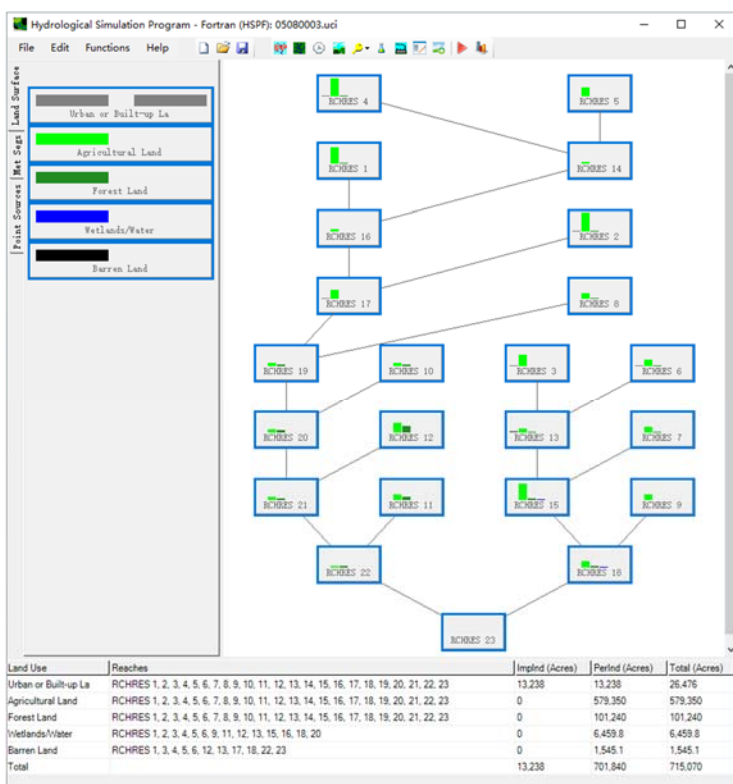 Hydrological Simulation Program - Fortran (HSPF): 05080003.uci
File Edit Functions Help
Land Surface
Met Segs
Point Sources
Urban or Built-up La
Agricultural Land
Forest Land
Wetlands/Water
Barren Land
RCHRES 4
RCHRES 5
RCHRES 1
RCHRES 14
RCHRES 16
RCHRES 2
RCHRES 17
RCHRES 8
RCHRES 19
RCHRES 10
RCHRES 3
RCHRES 6
RCHRES 20
RCHRES 12
RCHRES 13
RCHRES 7
RCHRES 21
RCHRES 11
RCHRES 15
RCHRES 9
RCHRES 22
RCHRES 18
RCHRES 23
Land Use Reaches Implnd (Acres) Perlnd (Acres) Total (Acres)
Urban or Built-up La RCHRES 1, 2, 3, 4, 5, 6, 7, 8, 9, 10, 11, 12, 13, 14, 15, 16, 17, 18, 19, 20, 21, 22, 23 13,238 13,238 26,476
Agricultural Land RCHRES 1, 2, 3, 4, 5, 6, 7, 8, 9, 10, 11, 12, 13, 14, 15, 16, 17, 18, 19, 20, 21, 22, 23 0 579,350 579,350
Forest Land RCHRES 1, 2, 3, 4, 5, 6, 7, 8, 9, 10, 11, 12, 13, 14, 15, 16, 17, 18, 19, 20, 21, 22, 23 0 101,240 101,240
Wetlands/Water RCHRES 1, 2, 3, 5, 6, 9, 11, 12, 13, 15, 16, 18, 20 0 6,459.8 6,459.8
Barren Land RCHRES 1, 3, 4, 5, 6, 12, 13, 17, 18, 22, 23 0 1,545.1 1,545.1
Total 13,238 701,840 715,070